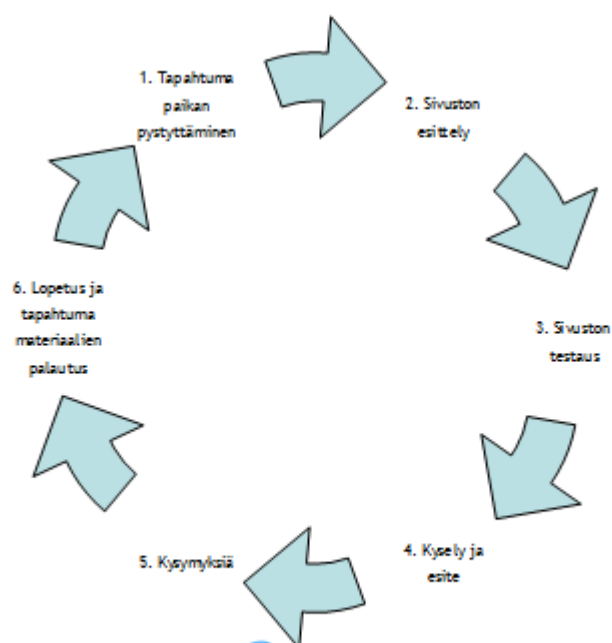 1. Tapahtuma
paikan
pystyttäminen
2. Sivuston
esittely
3. Sivuston
testaus
4. Kysely ja
esite
5. Kysymyksiä
6. Lopetus ja
tapahtuma
materiaalien
palautus